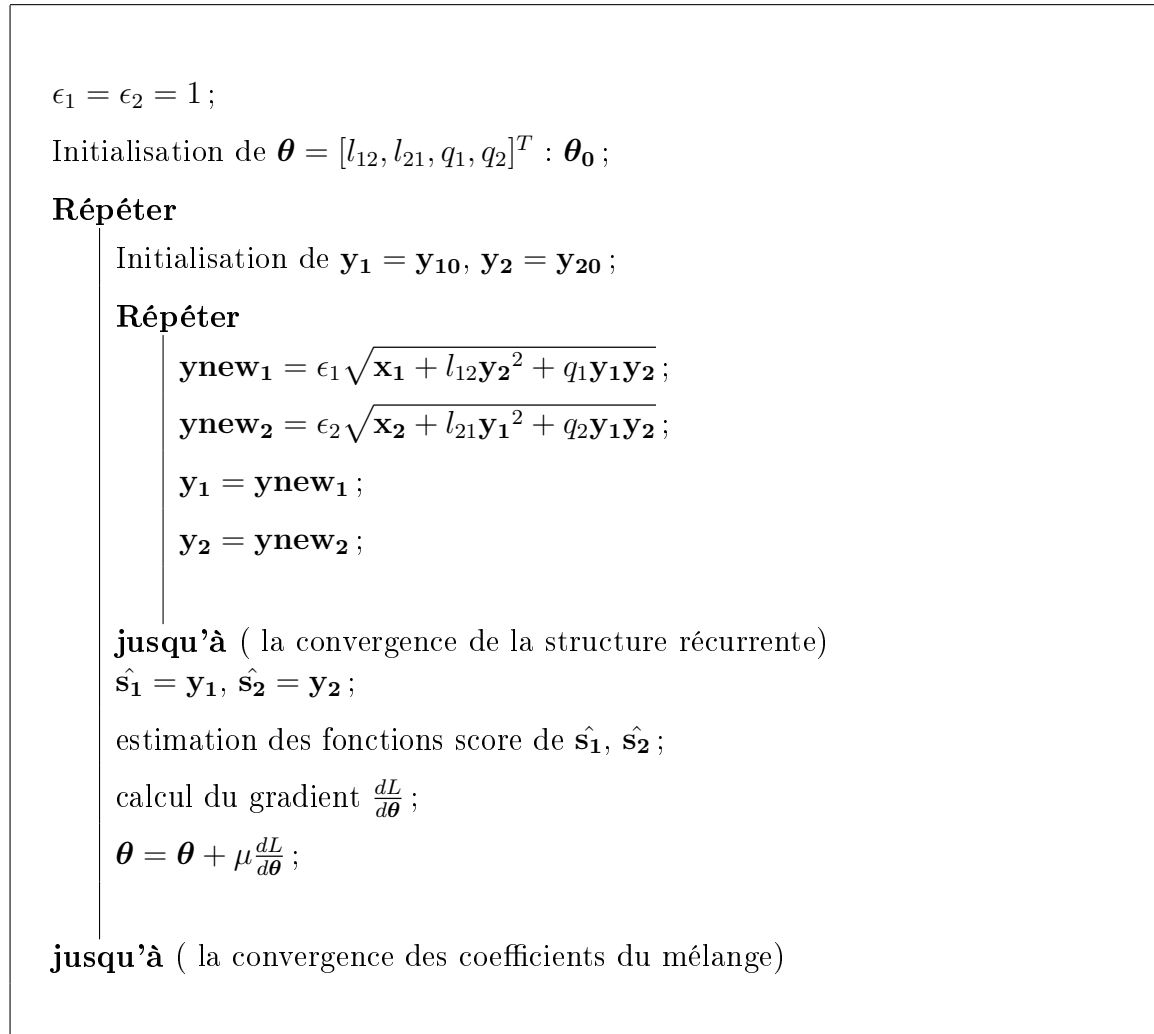 ϵ₁ = ϵ₂ = 1 ;
Initialisation de θ = [l₁₂, l₂₁, q₁, q₂]ᵀ : θ₀ ;
Répéter
Initialisation de y₁ = y₁₀, y₂ = y₂₀ ;
Répéter
ynew₁ = ϵ₁√(x₁ + l₁₂y₂² + q₁y₁y₂) ;
ynew₂ = ϵ₂√(x₂ + l₂₁y₁² + q₂y₁y₂) ;
y₁ = ynew₁ ;
y₂ = ynew₂ ;
jusqu'à ( la convergence de la structure récurrente)
ŝ₁ = y₁, ŝ₂ = y₂ ;
estimation des fonctions score de ŝ₁, ŝ₂ ;
calcul du gradient dL/dθ ;
θ = θ + μ dL/dθ ;
jusqu'à ( la convergence des coefficients du mélange)